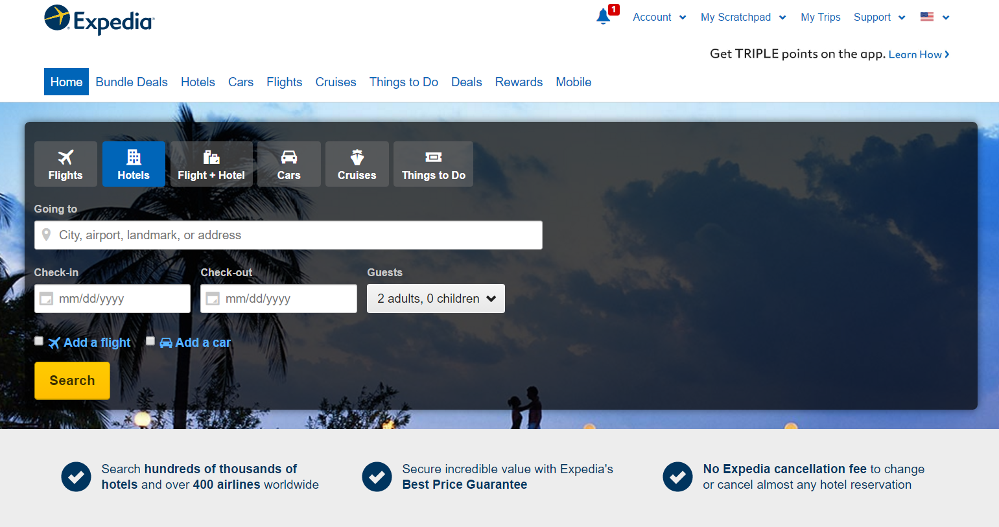 Expedia
1
Account
My Scratchpad
My Trips
Support
Get TRIPLE points on the app. Learn How
Home
Bundle Deals
Hotels
Cars
Flights
Cruises
Things to Do
Deals
Rewards
Mobile
Flights
Hotels
Flight + Hotel
Cars
Cruises
Things to Do
Going to
City, airport, landmark, or address
Check-in
Check-out
Guests
mm/dd/yyyy
mm/dd/yyyy
2 adults, 0 children
Add a flight
Add a car
Search
Search hundreds of thousands of
hotels and over 400 airlines worldwide
Secure incredible value with Expedia's
Best Price Guarantee
No Expedia cancellation fee to change
or cancel almost any hotel reservation